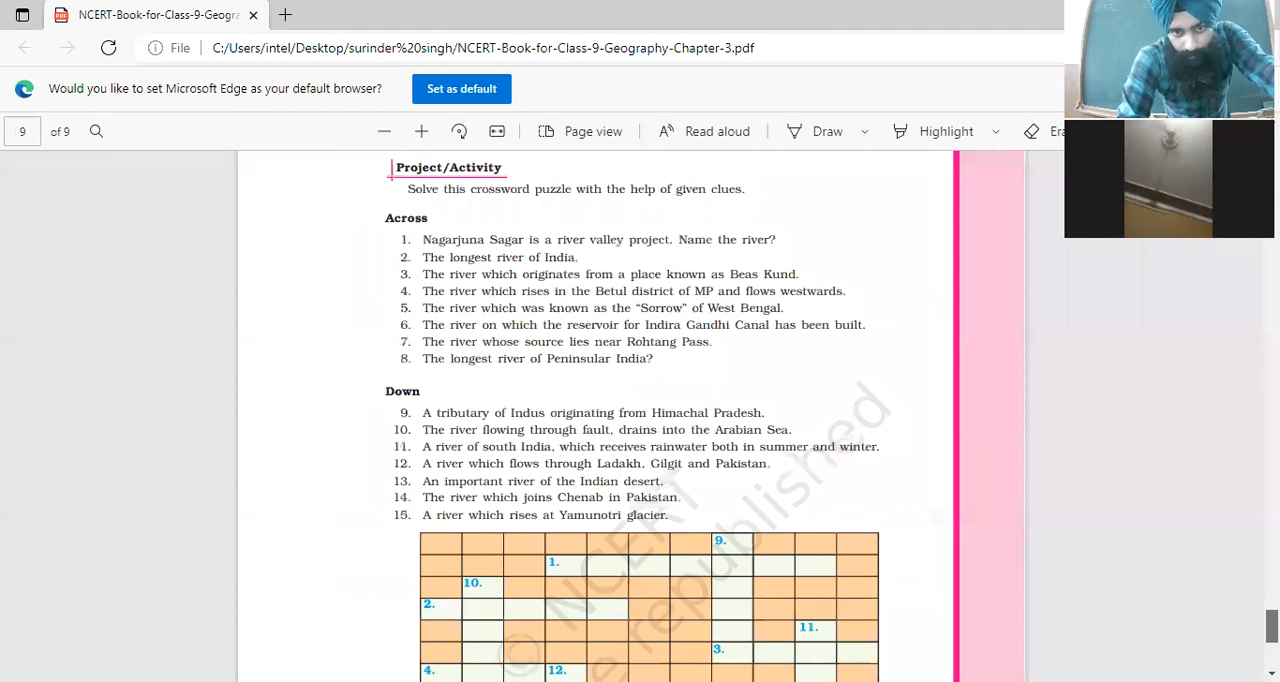 NCERT-Book-for-Class-9-Geogra
File C:/Users/intel/Desktop/surinder%20singh/NCERT-Book-for-Class-9-Geography-Chapter-3.pdf
Would you like to set Microsoft Edge as your default browser? Set as default
9 of 9 Page view Read aloud Draw Highlight Era
Project/Activity
Solve this crossword puzzle with the help of given clues.
Across
1. Nagarjuna Sagar is a river valley project. Name the river?
2. The longest river of India.
3. The river which originates from a place known as Beas Kund.
4. The river which rises in the Betul district of MP and flows westwards.
5. The river which was known as the “Sorrow” of West Bengal.
6. The river on which the reservoir for Indira Gandhi Canal has been built.
7. The river whose source lies near Rohtang Pass.
8. The longest river of Peninsular India?
Down
9. A tributary of Indus originating from Himachal Pradesh.
10. The river flowing through fault, drains into the Arabian Sea.
11. A river of south India, which receives rainwater both in summer and winter.
12. A river which flows through Ladakh, Gilgit and Pakistan.
13. An important river of the Indian desert.
14. The river which joins Chenab in Pakistan.
15. A river which rises at Yamunotri glacier.
9.
1.
10.
2.
11.
3.
4. 12.
© NCERT
be republished